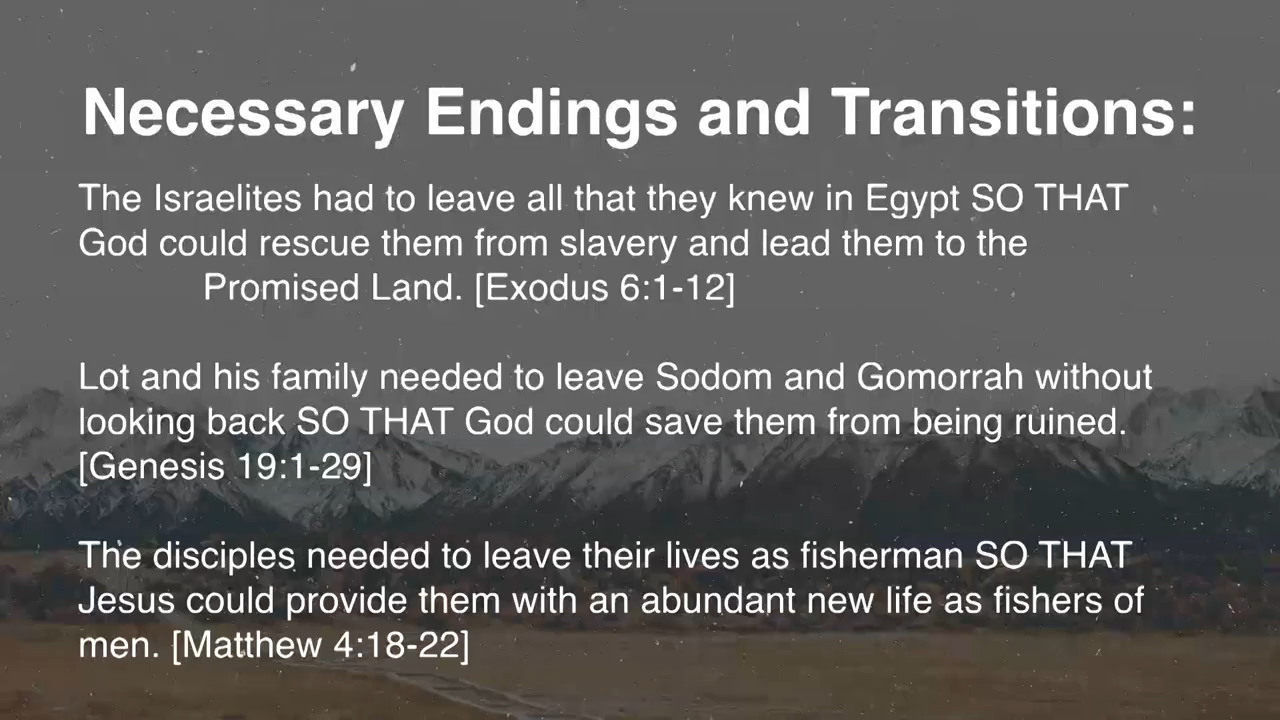 Necessary Endings and Transitions:
The Israelites had to leave all that they knew in Egypt SO THAT
God could rescue them from slavery and lead them to the
Promised Land. [Exodus 6:1-12]
Lot and his family needed to leave Sodom and Gomorrah without
looking back SO THAT God could save them from being ruined.
[Genesis 19:1-29]
The disciples needed to leave their lives as fisherman SO THAT
Jesus could provide them with an abundant new life as fishers of
men. [Matthew 4:18-22]